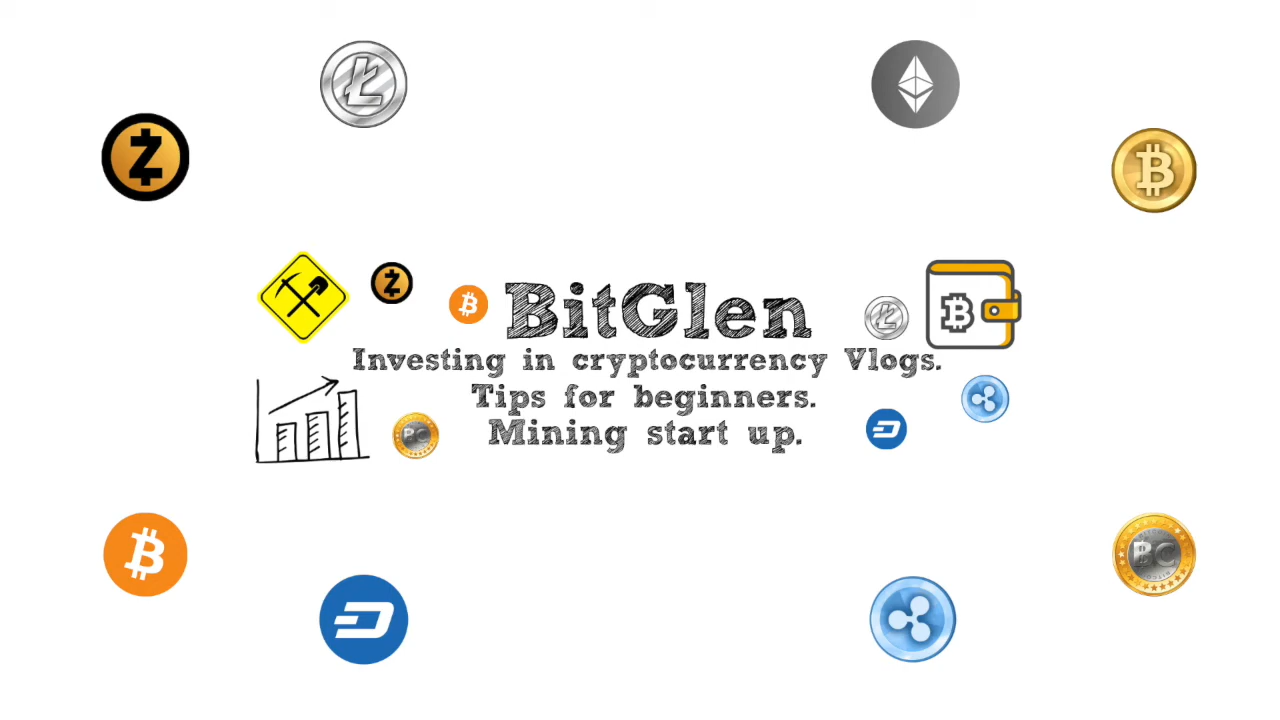 BitGlen
Investing in cryptocurrency Vlogs.
Tips for beginners.
Mining start up.